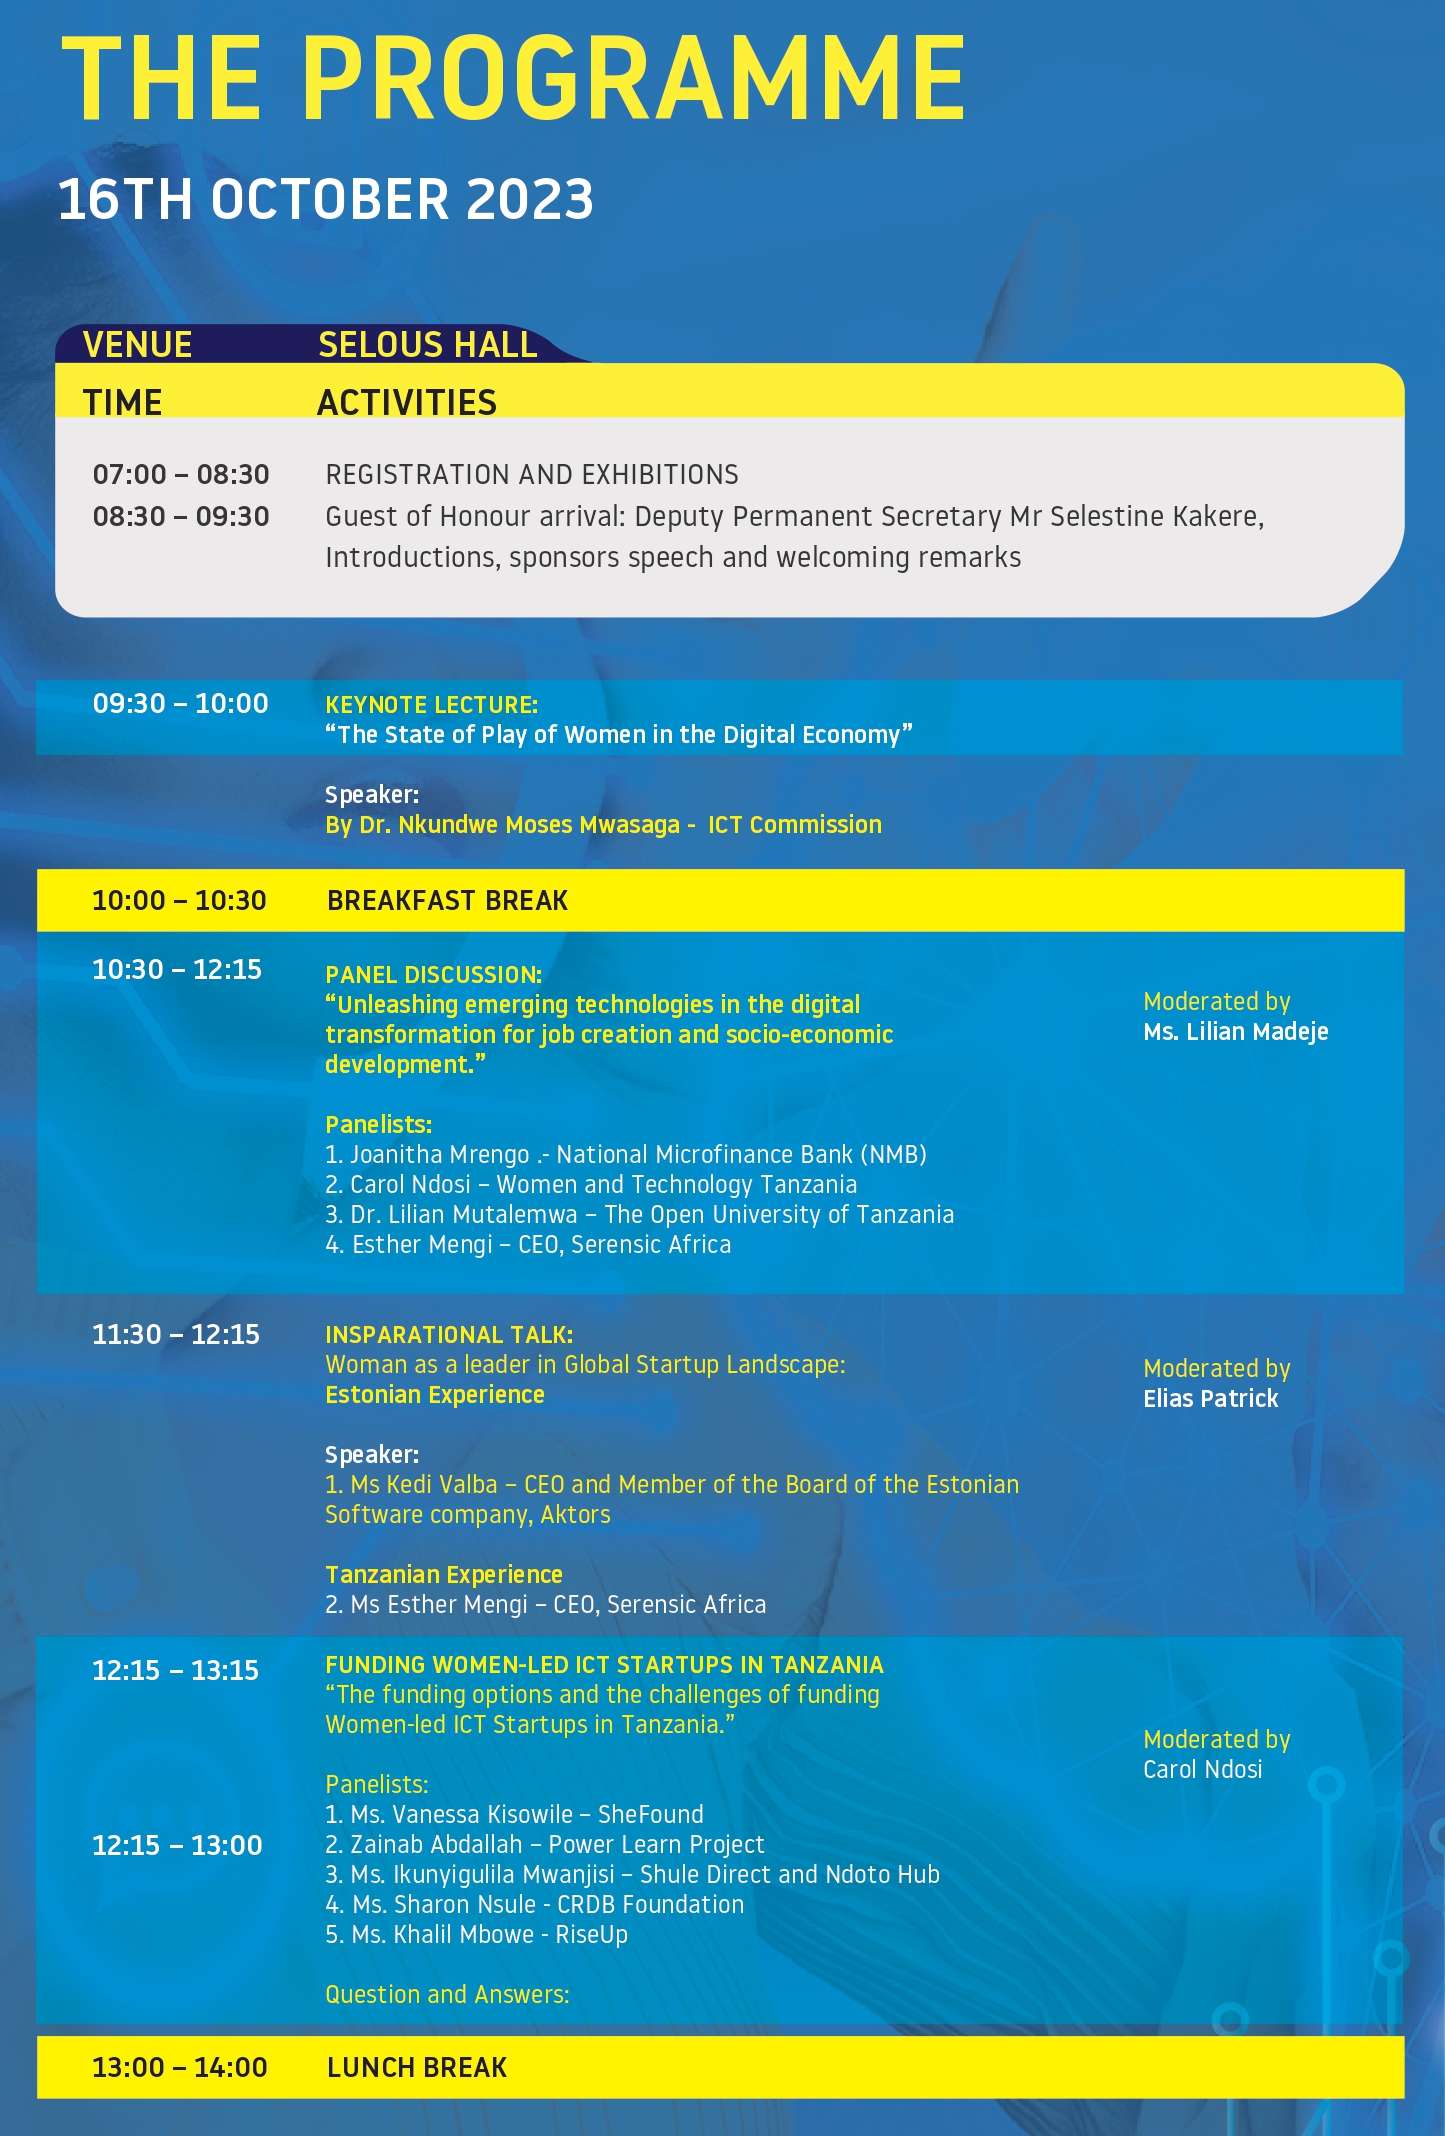 THE PROGRAMME
16TH OCTOBER 2023
VENUE SELOUS HALL
TIME ACTIVITIES
07:00 – 08:30 REGISTRATION AND EXHIBITIONS
08:30 – 09:30 Guest of Honour arrival: Deputy Permanent Secretary Mr Selestine Kakere,
Introductions, sponsors speech and welcoming remarks
09:30 – 10:00 KEYNOTE LECTURE:
“The State of Play of Women in the Digital Economy”
Speaker:
By Dr. Nkundwe Moses Mwasaga - ICT Commission
10:00 – 10:30 BREAKFAST BREAK
10:30 – 12:15 PANEL DISCUSSION:
“Unleashing emerging technologies in the digital
transformation for job creation and socio-economic
development.”
Moderated by
Ms. Lilian Madeje
Panelists:
1. Joanitha Mrengo .- National Microfinance Bank (NMB)
2. Carol Ndosi – Women and Technology Tanzania
3. Dr. Lilian Mutalemwa – The Open University of Tanzania
4. Esther Mengi – CEO, Serensic Africa
11:30 – 12:15 INSPARATIONAL TALK:
Woman as a leader in Global Startup Landscape:
Estonian Experience
Moderated by
Elias Patrick
Speaker:
1. Ms Kedi Valba – CEO and Member of the Board of the Estonian
Software company, Aktors
Tanzanian Experience
2. Ms Esther Mengi – CEO, Serensic Africa
12:15 – 13:15 FUNDING WOMEN-LED ICT STARTUPS IN TANZANIA
“The funding options and the challenges of funding
Women-led ICT Startups in Tanzania.”
Moderated by
Carol Ndosi
Panelists:
1. Ms. Vanessa Kisowile – SheFound
12:15 – 13:00 2. Zainab Abdallah – Power Learn Project
3. Ms. Ikunyigulila Mwanjisi – Shule Direct and Ndoto Hub
4. Ms. Sharon Nsule - CRDB Foundation
5. Ms. Khalil Mbowe - RiseUp
Question and Answers:
13:00 – 14:00 LUNCH BREAK